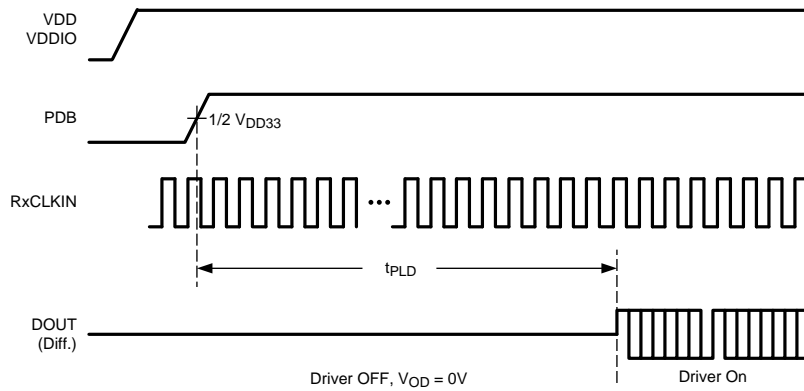 VDD
VDDIO
PDB
1/2 VDD33
RxCLKIN
•••
tPLD
DOUT
(Diff.)
Driver OFF, VOD = 0V
Driver On